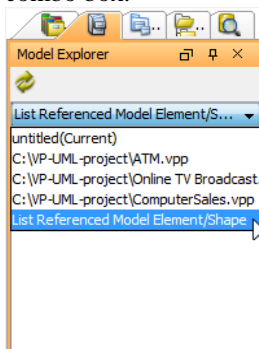 Model Explorer
List Referenced Model Element/S...
untitled(Current)
C:\VP-UML-project\ATM.vpp
C:\VP-UML-project\Online TV Broadcast.
C:\VP-UML-project\ComputerSales.vpp
List Referenced Model Element/Shape